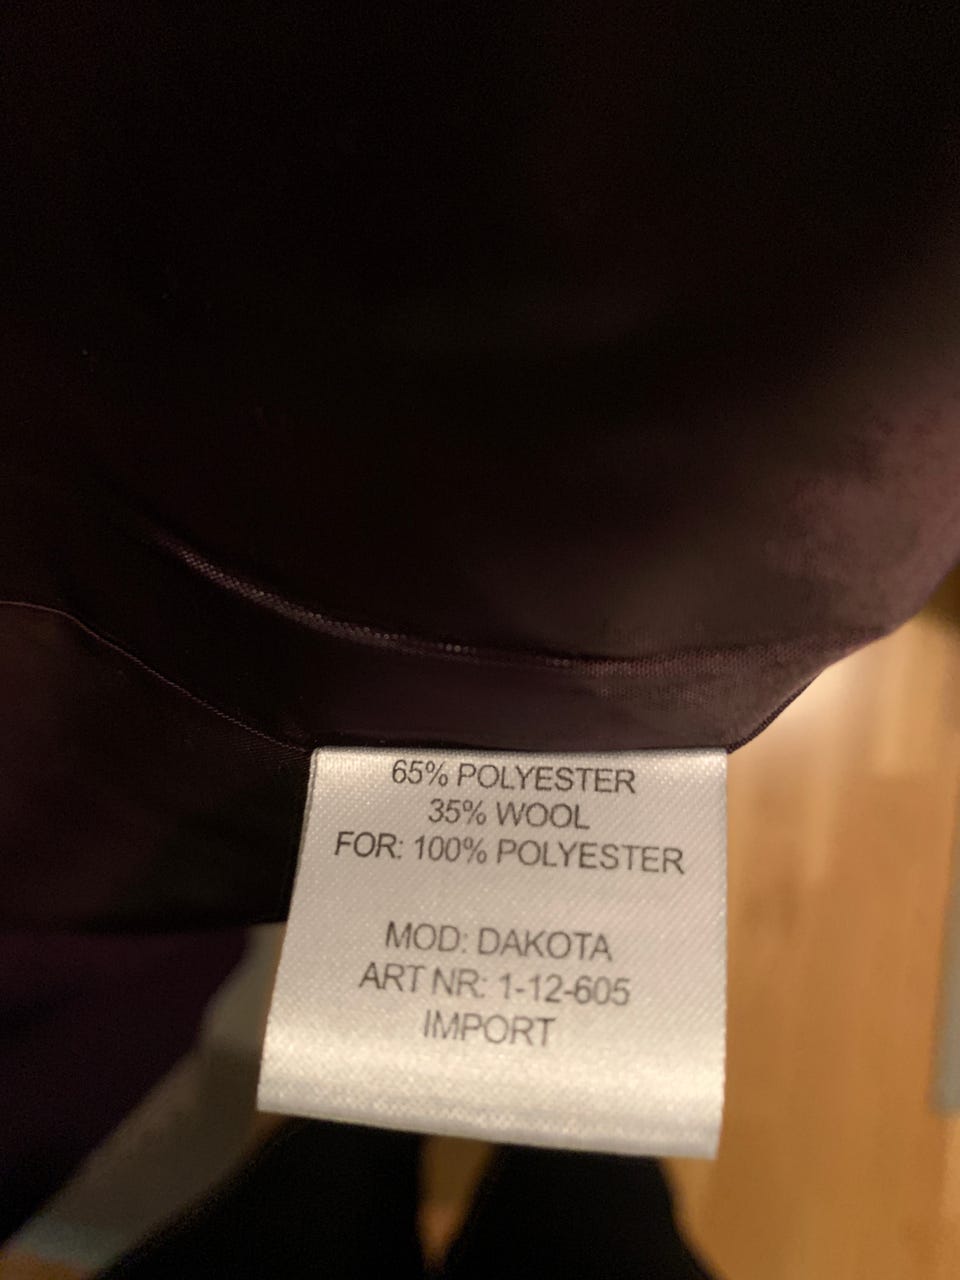 65% POLYESTER
35% WOOL
FOR: 100% POLYESTER
MOD: DAKOTA
ART NR: 1-12-605
IMPORT